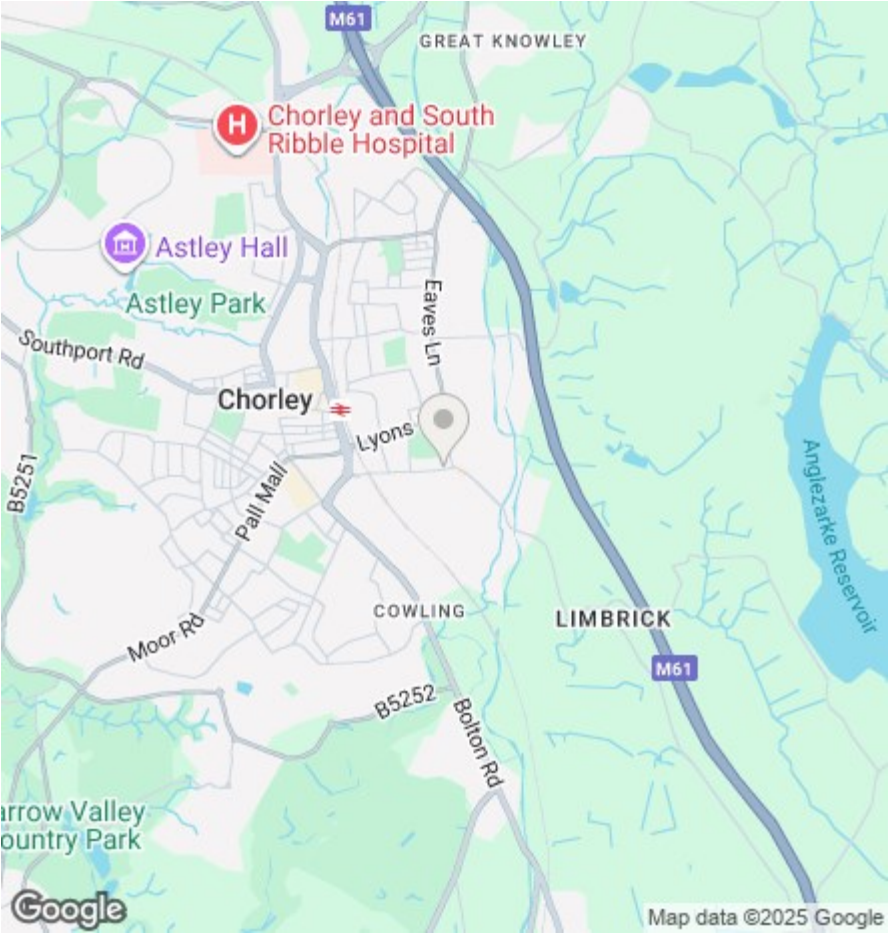 M61
GREAT KNOWLEY
H
Chorley and South
Ribble Hospital
Astley Hall
Astley Park
Eaves Ln
Southport Rd
Chorley
Lyons
Anglezarke Reservoir
B5251
Pall Mall
COWLING
LIMBRICK
Moor Rd
M61
B5252
Bolton Rd
arrow Valley
ountry Park
Google
Map data ©2025 Google